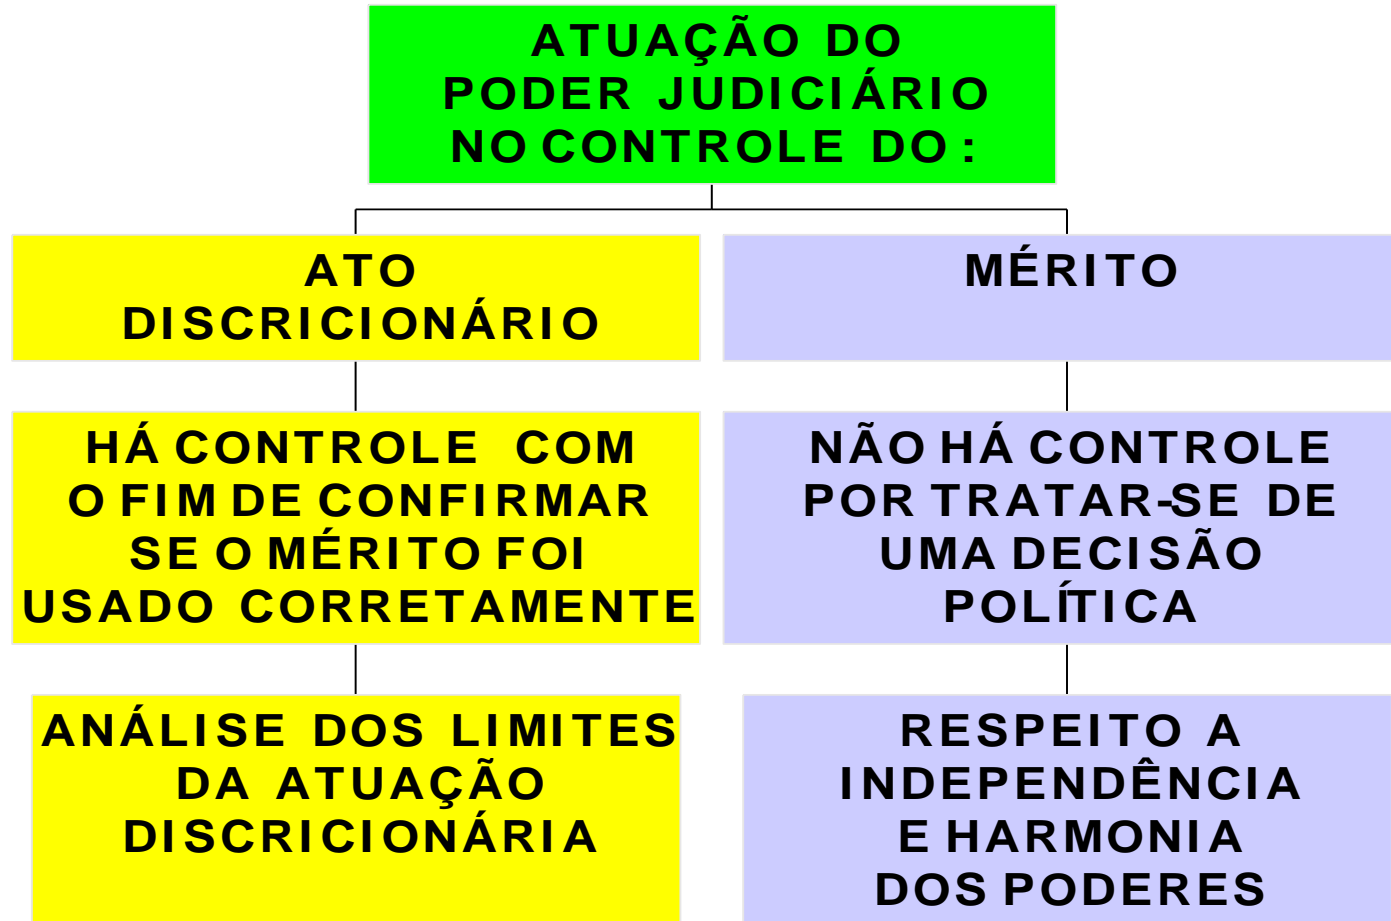 ATUAÇÃO DO
PODER JUDICIÁRIO
NO CONTROLE DO :
ATO
DISCRICIONÁRIO
HÁ CONTROLE COM
O FIM DE CONFIRMAR
SE O MÉRITO FOI
USADO CORRETAMENTE
ANÁLISE DOS LIMITES
DA ATUAÇÃO
DISCRICIONÁRIA
MÉRITO
NÃO HÁ CONTROLE
POR TRATAR-SE DE
UMA DECISÃO
POLÍTICA
RESPEITO A
INDEPENDÊNCIA
E HARMONIA
DOS PODERES